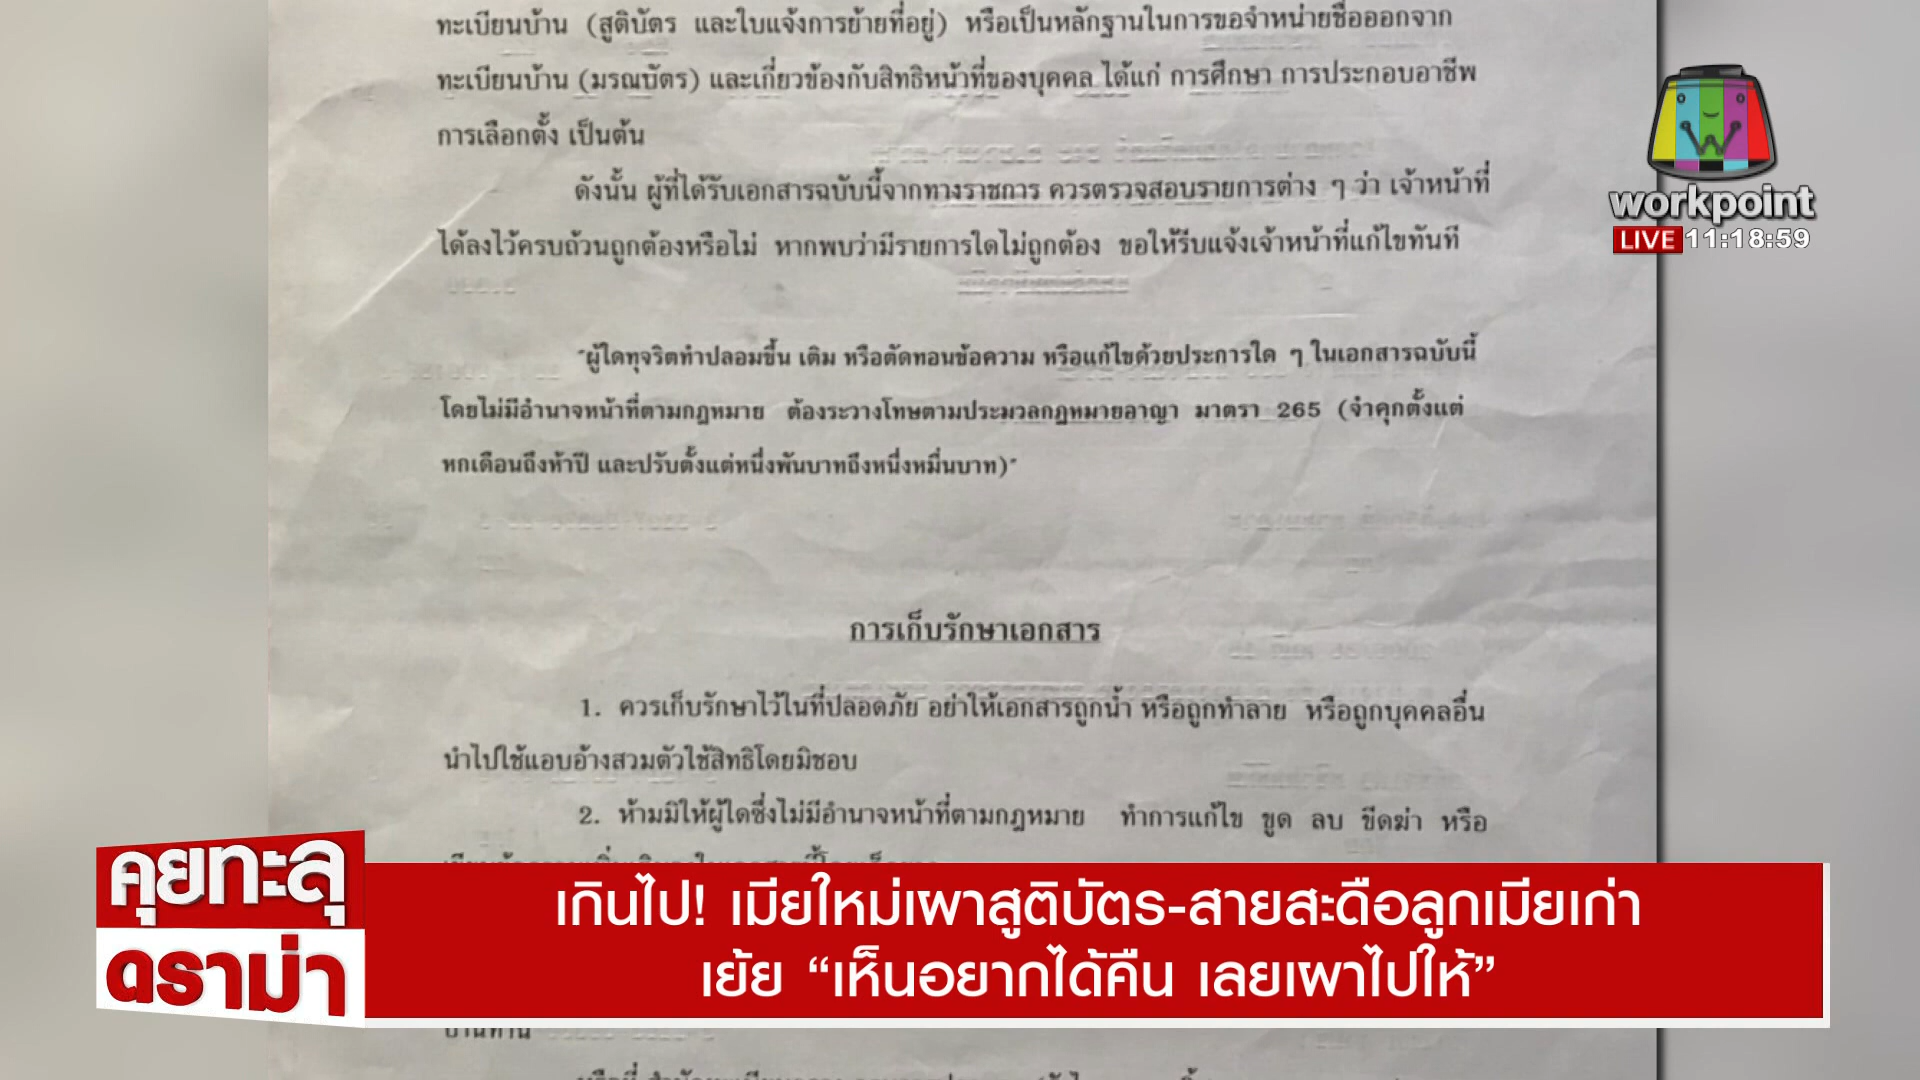 ทะเบียนบ้าน (สูติบัตร และใบแจ้งการย้ายที่อยู่) หรือเป็นหลักฐานในการขอจำหน่ายชื่อออกจาก
ทะเบียนบ้าน (มรณบัตร) และเกี่ยวข้องกับสิทธิหน้าที่ของบุคคล ได้แก่ การศึกษา การประกอบอาชีพ
การเลือกตั้ง เป็นต้น
ดังนั้น ผู้ที่ได้รับเอกสารฉบับนี้จากทางราชการ ควรตรวจสอบรายการต่าง ๆ ว่า เจ้าหน้าที่
ได้ลงไว้ครบถ้วนถูกต้องหรือไม่ หากพบว่ามีรายการใดไม่ถูกต้อง ขอให้รีบแจ้งเจ้าหน้าที่แก้ไขทันที
"ผู้ใดทุจริตทำปลอมขึ้น เติม หรือตัดทอนข้อความ หรือแก้ไขด้วยประการใด ๆ ในเอกสารฉบับนี้
โดยไม่มีอำนาจหน้าที่ตามกฎหมาย ต้องระวางโทษตามประมวลกฎหมายอาญา มาตรา 265 (จำคุกตั้งแต่
หกเดือนถึงห้าปี และปรับตั้งแต่หนึ่งพันบาทถึงหนึ่งหมื่นบาท)"
การเก็บรักษาเอกสาร
1. ควรเก็บรักษาไว้ในที่ปลอดภัย อย่าให้เอกสารถูกน้ำ หรือถูกทำลาย หรือถูกบุคคลอื่น
นำไปใช้แอบอ้างสวมตัวใช้สิทธิโดยมิชอบ
2. ห้ามมิให้ผู้ใดซึ่งไม่มีอำนาจหน้าที่ตามกฎหมาย ทำการแก้ไข ขูด ลบ ขีดฆ่า หรือ
workpoint
LIVE 11:18:59
คุยทะลุ
ดราม่า
เกินไป! เมียใหม่เผาสูติบัตร-สายสะดือลูกเมียเก่า
เย้ย “เห็นอยากได้คืน เลยเผาไปให้”